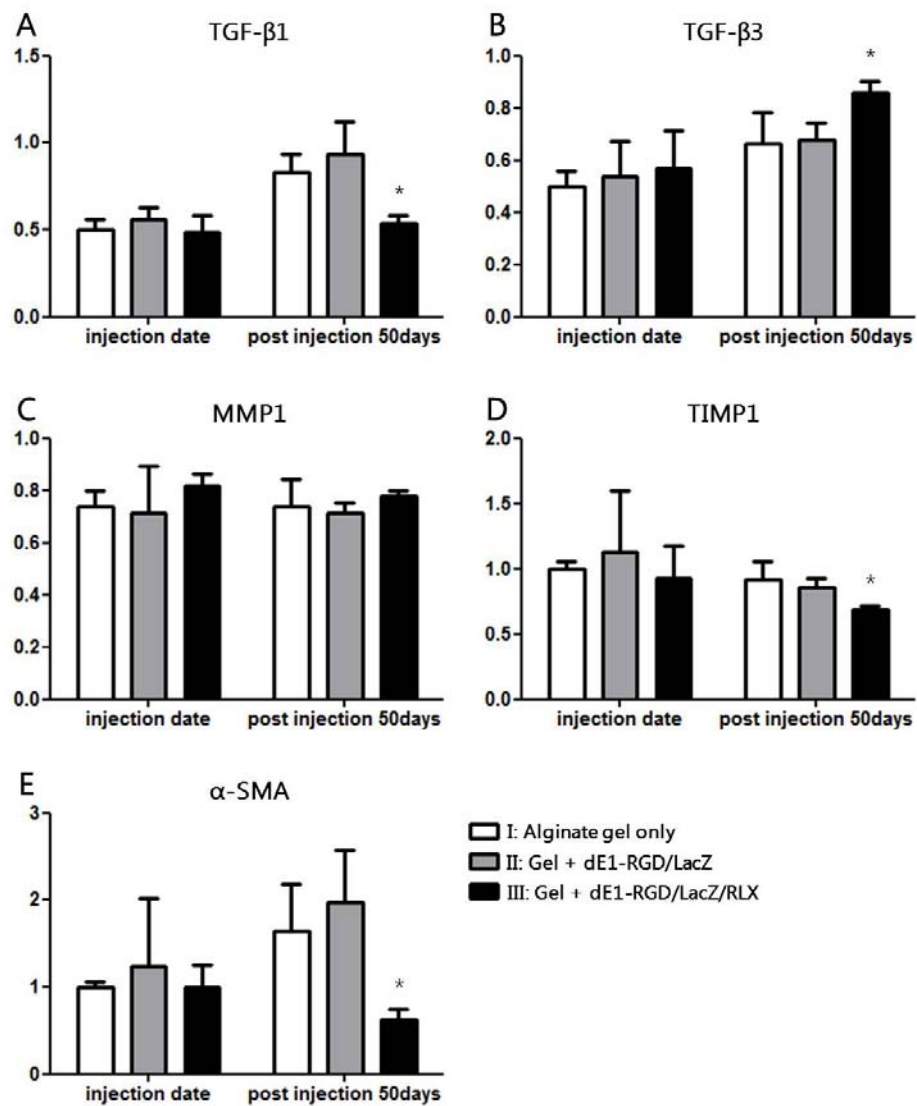 A
TGF-β1
1.5
1.0
0.5
0.0
injection date
post injection 50days
*
B
TGF-β3
1.0
0.8
0.6
0.4
0.2
0.0
injection date
post injection 50days
*
C
MMP1
1.0
0.8
0.6
0.4
0.2
0.0
injection date
post injection 50days
D
TIMP1
2.0
1.5
1.0
0.5
0.0
injection date
post injection 50days
*
E
α-SMA
3
2
1
0
injection date
post injection 50days
*
I: Alginate gel only
II: Gel + dE1-RGD/LacZ
III: Gel + dE1-RGD/LacZ/RLX